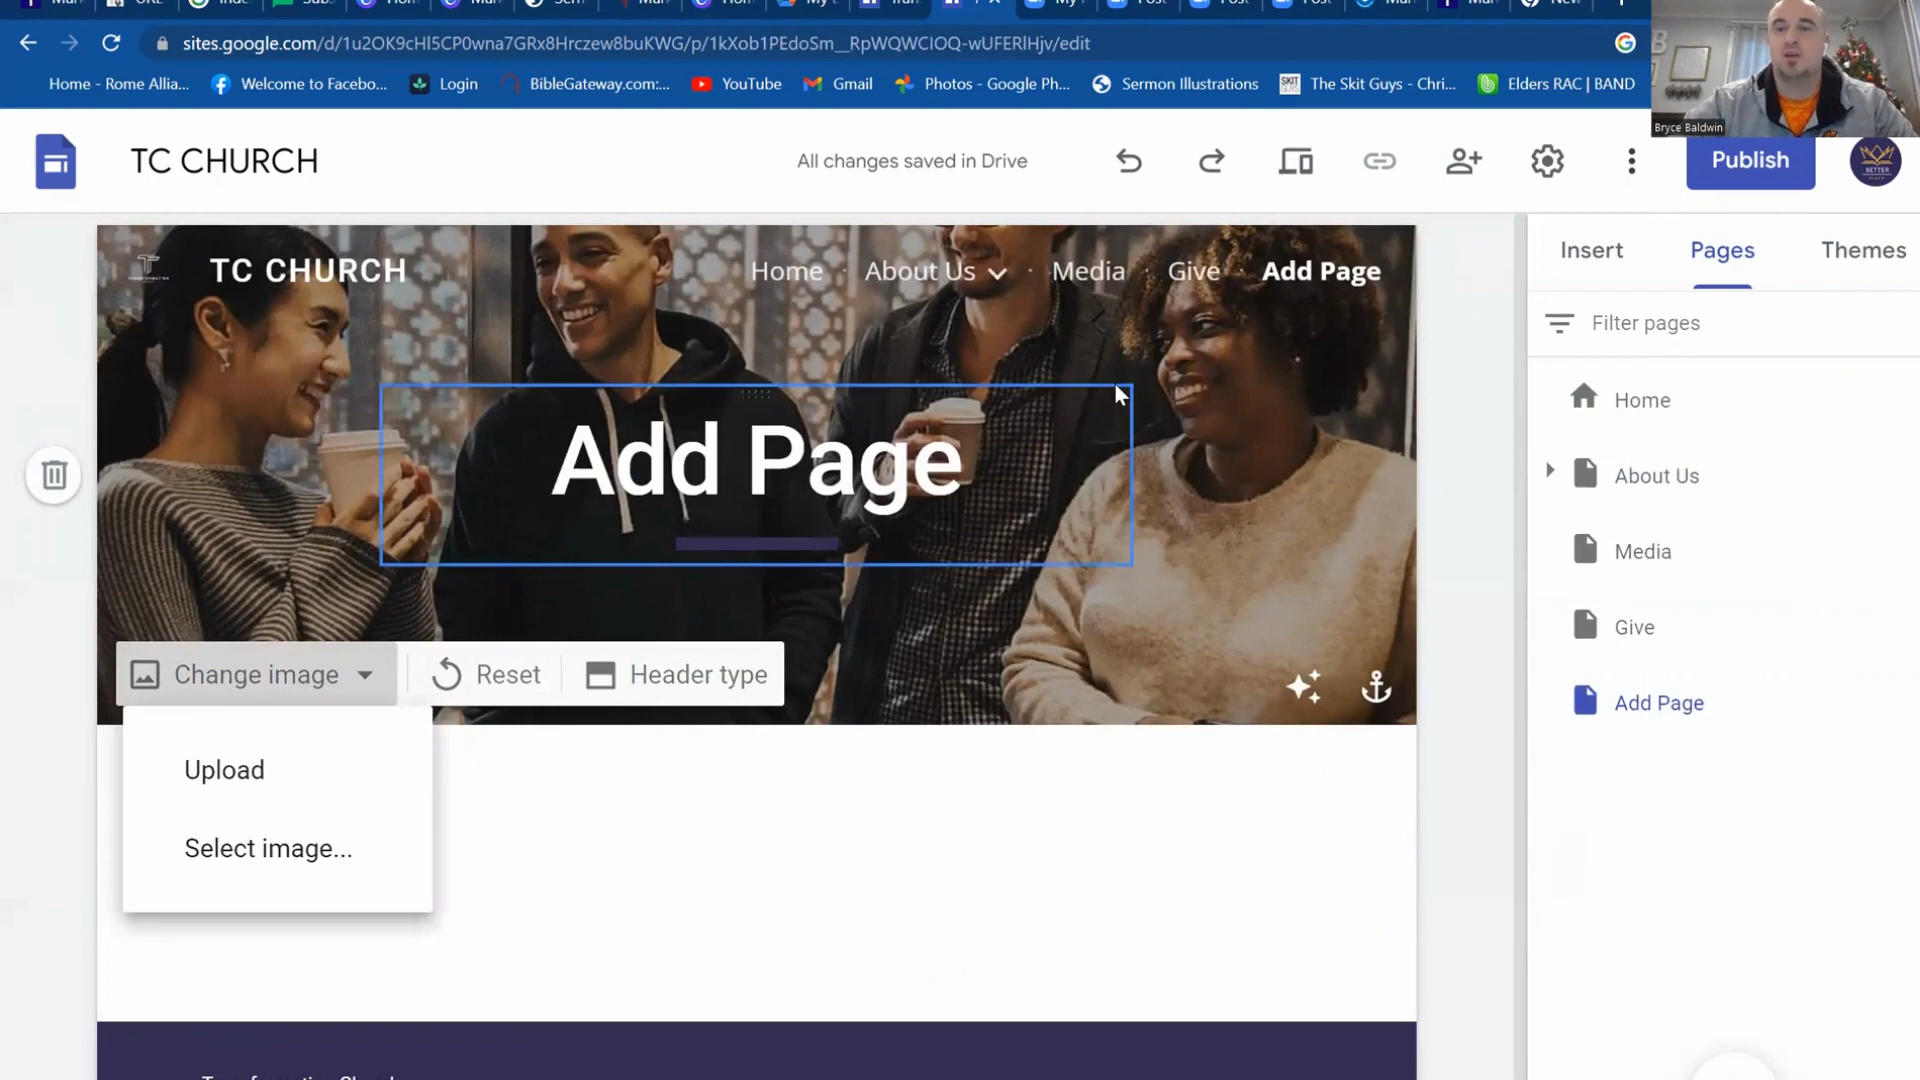 sites.google.com/d/1u2OK9cHl5CP0wna7GRx8Hrczew8buKWG/p/1kXob1PEdoSm__RpWQWCIOQ-wUFERlHjv/edit
Home - Rome Allia...
Welcome to Facebo...
Login
BibleGateway.com:...
YouTube
Gmail
Photos - Google Ph...
Sermon Illustrations
The Skit Guys - Chri...
Elders RAC | BAND
Bryce Baldwin
TC CHURCH
All changes saved in Drive
Publish
BETTER
TC CHURCH
Home
About Us
Media
Give
Add Page
Insert
Pages
Themes
Filter pages
Home
About Us
Media
Give
Add Page
Add Page
Change image
Reset
Header type
Upload
Select image...